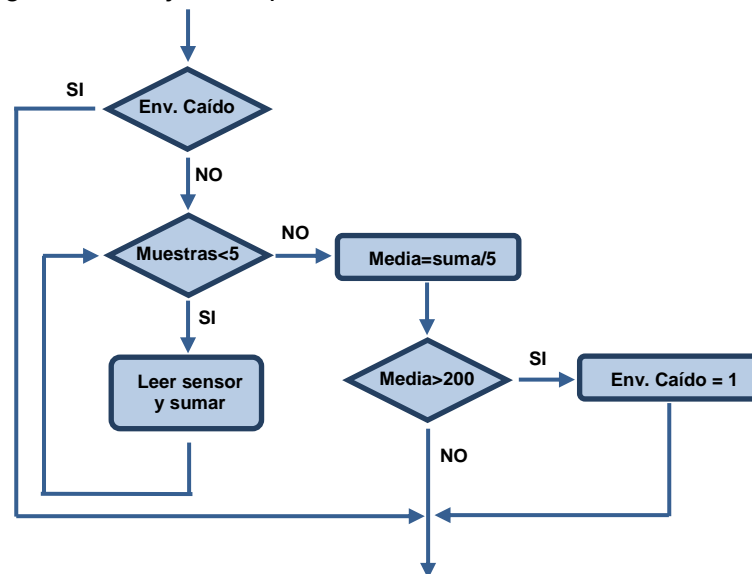 SI
Env. Caído
NO
Muestras<5
NO
Media=suma/5
SI
Leer sensor
y sumar
Media>200
SI
Env. Caído = 1
NO